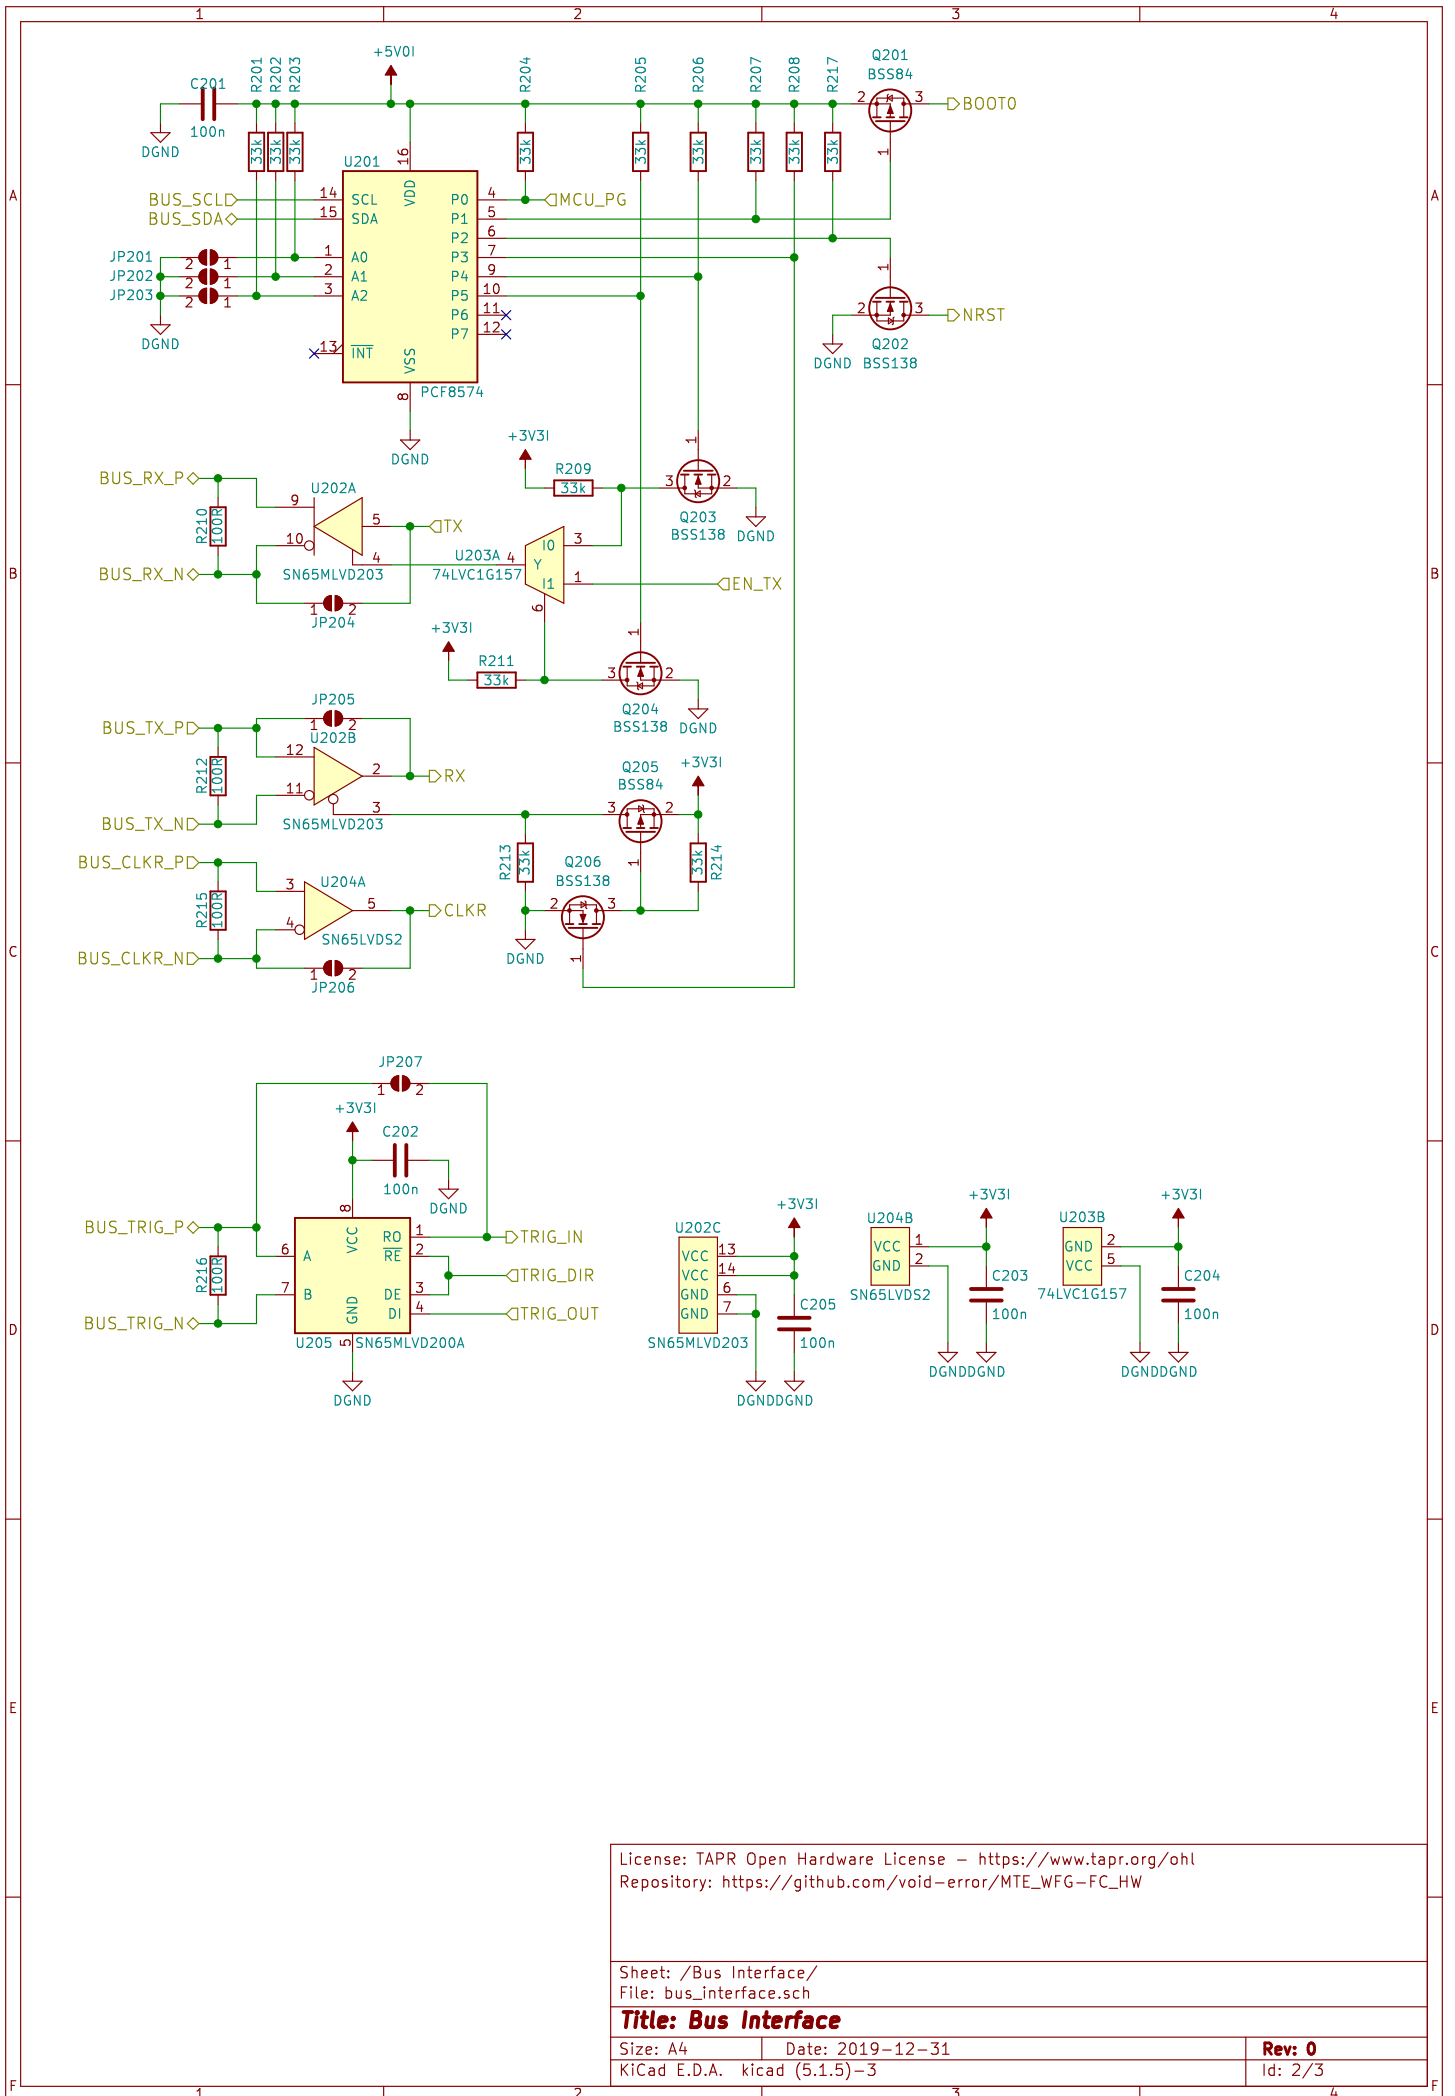 1 2 3 4
A
B
C
D
E
F
A
B
C
D
E
F
1 2 3 4
+5V0I
C201
100n
DGND
R201
33k
R202
33k
R203
33k
R204
33k
R205
33k
R206
33k
R207
33k
R208
33k
R217
33k
Q201
BSS84
2 3
1
BOOT0
U201
PCF8574
16
VDD
14 SCL
15 SDA
1 A0
2 A1
3 A2
13 INT
P0 4
P1 5
P2 6
P3 7
P4 9
P5 10
P6 11
P7 12
VSS
8
DGND
BUS_SCL
BUS_SDA
JP201
2 1
JP202
2 1
JP203
2 1
DGND
MCU_PG
1
2 3
NRST
Q202
BSS138
DGND
+3V3I
R209
33k
1
3 2
Q203
BSS138
DGND
BUS_RX_P
R210
100R
BUS_RX_N
U202A
9
10
5
4
SN65MLVD203
TX
1 2
JP204
U203A
74LVC1G157
4
Y
I0 3
I1 1
6
EN_TX
+3V3I
R211
33k
1
3 2
Q204
BSS138
DGND
JP205
1 2
BUS_TX_P
R212
100R
BUS_TX_N
U202B
12
11
2
3
SN65MLVD203
RX
Q205
BSS84
3 2
1
+3V3I
R213
33k
R214
33k
Q206
BSS138
2 3
1
DGND
BUS_CLKR_P
R215
100R
BUS_CLKR_N
U204A
3
4
5
SN65LVDS2
CLKR
1 2
JP206
JP207
1 2
+3V3I
C202
100n
DGND
BUS_TRIG_P
R216
100R
BUS_TRIG_N
8
VCC
6 A
7 B
RO 1
RE 2
DE 3
DI 4
GND
5
U205 SN65MLVD200A
DGND
TRIG_IN
TRIG_DIR
TRIG_OUT
+3V3I
U202C
VCC 13
VCC 14
GND 6
GND 7
SN65MLVD203
C205
100n
DGND
DGND
+3V3I
U204B
VCC 1
GND 2
SN65LVDS2
C203
100n
DGND
DGND
+3V3I
U203B
GND 2
VCC 5
74LVC1G157
C204
100n
DGND
DGND
License: TAPR Open Hardware License - https://www.tapr.org/ohl
Repository: https://github.com/void-error/MTE_WFG-FC_HW
Sheet: /Bus Interface/
File: bus_interface.sch
Title: Bus Interface
Size: A4 Date: 2019-12-31 Rev: 0
KiCad E.D.A. kicad (5.1.5)-3 Id: 2/3